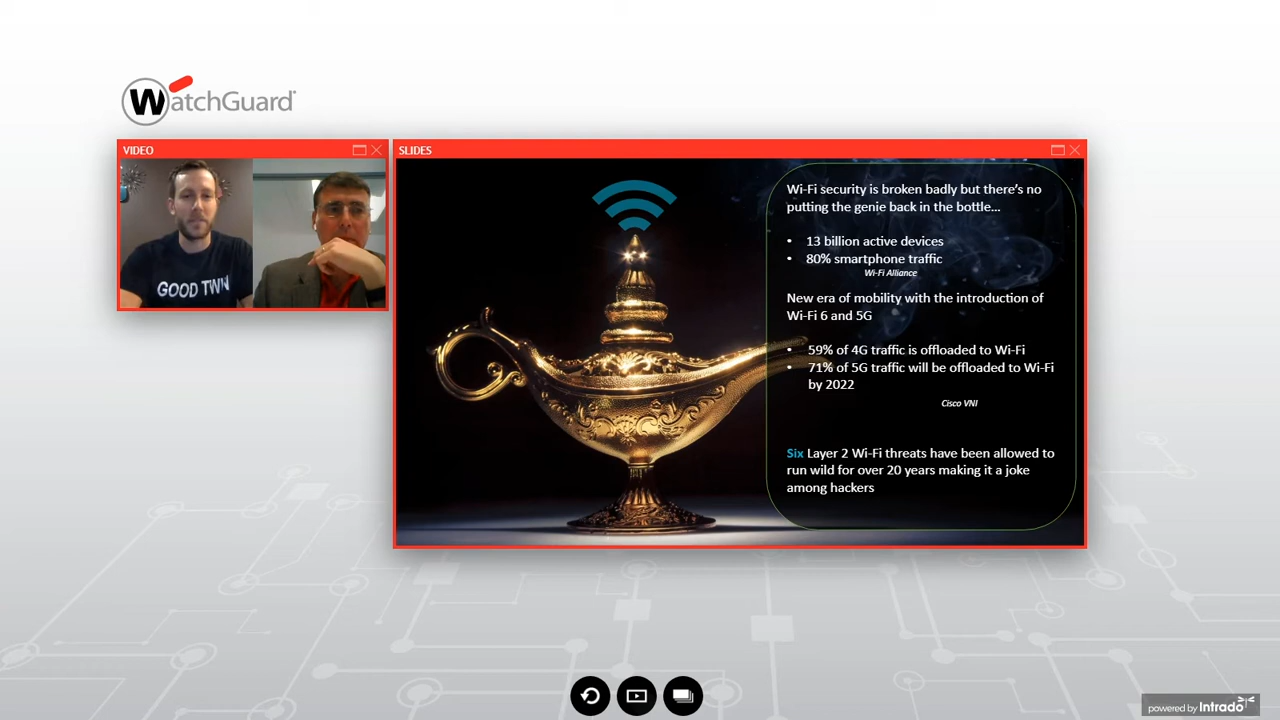 WatchGuard
VIDEO
SLIDES
GOOD TWIN
Wi-Fi security is broken badly but there's no
putting the genie back in the bottle...
• 13 billion active devices
• 80% smartphone traffic
Wi-Fi Alliance
New era of mobility with the introduction of
Wi-Fi 6 and 5G
• 59% of 4G traffic is offloaded to Wi-Fi
• 71% of 5G traffic will be offloaded to Wi-Fi
by 2022
Cisco VNI
Six Layer 2 Wi-Fi threats have been allowed to
run wild for over 20 years making it a joke
among hackers
powered by Intrado